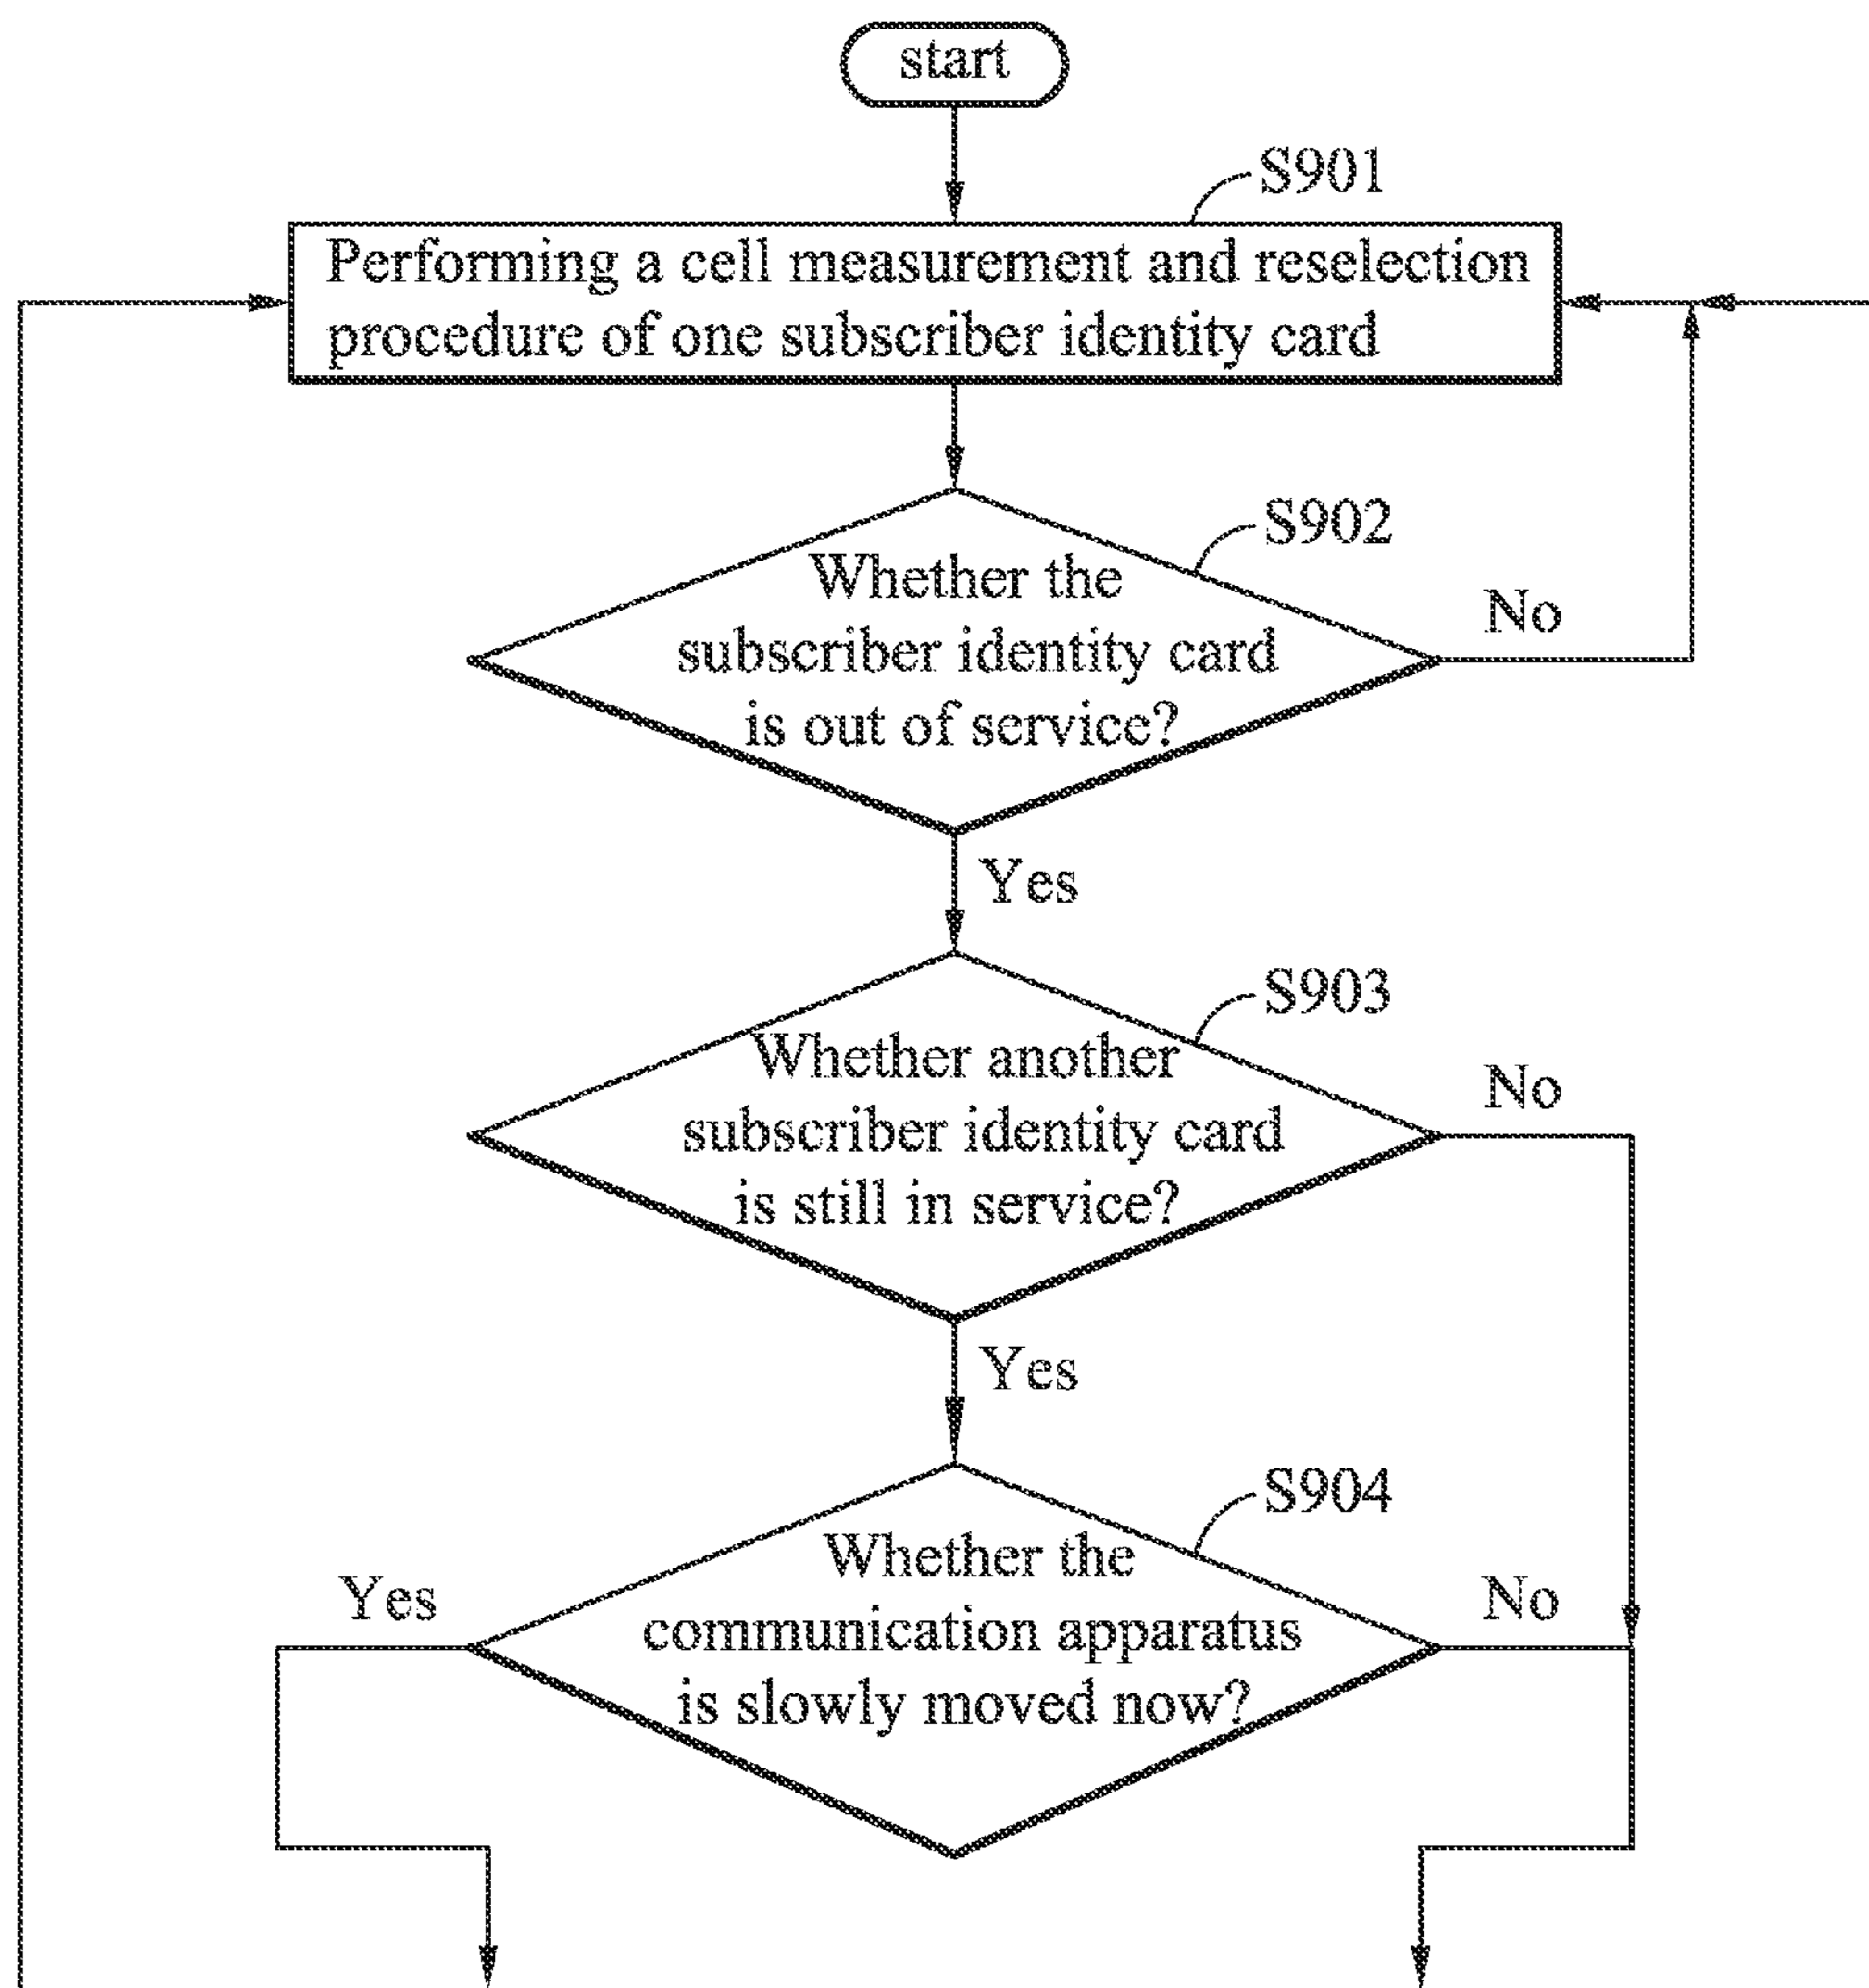 start
S901
Performing a cell measurement and reselection
procedure of one subscriber identity card
S902
Whether the
subscriber identity card
is out of service?
No
Yes
S903
Whether another
subscriber identity card
is still in service?
No
Yes
S904
Whether the
communication apparatus
is slowly moved now?
Yes
No